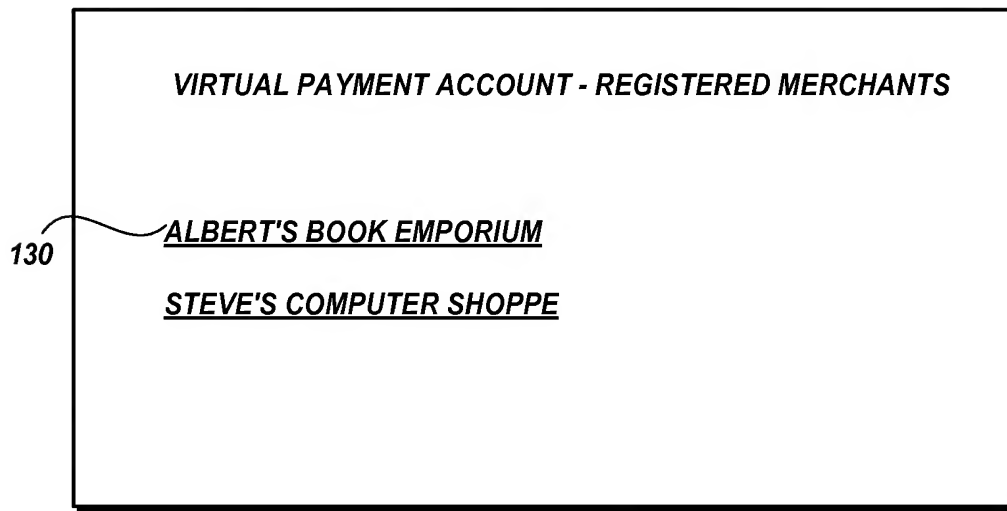 VIRTUAL PAYMENT ACCOUNT - REGISTERED MERCHANTS
130
ALBERT'S BOOK EMPORIUM
STEVE'S COMPUTER SHOPPE